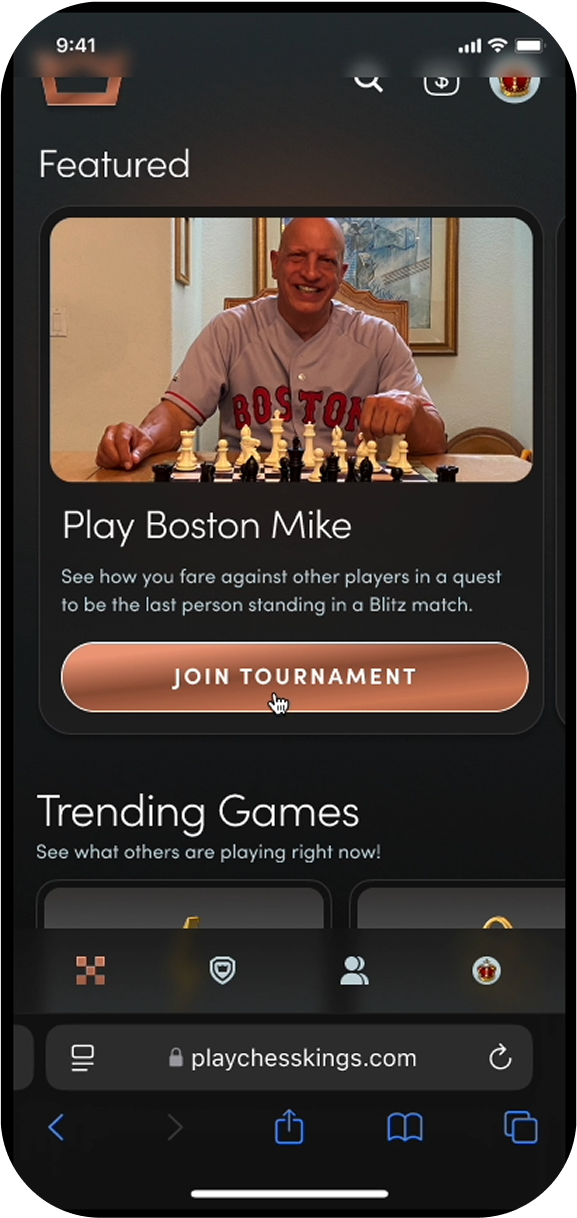 9:41
$
Featured
BOSTON
Play Boston Mike
See how you fare against other players in a quest
to be the last person standing in a Blitz match.
JOIN TOURNAMENT
Trending Games
See what others are playing right now!
playchesskings.com